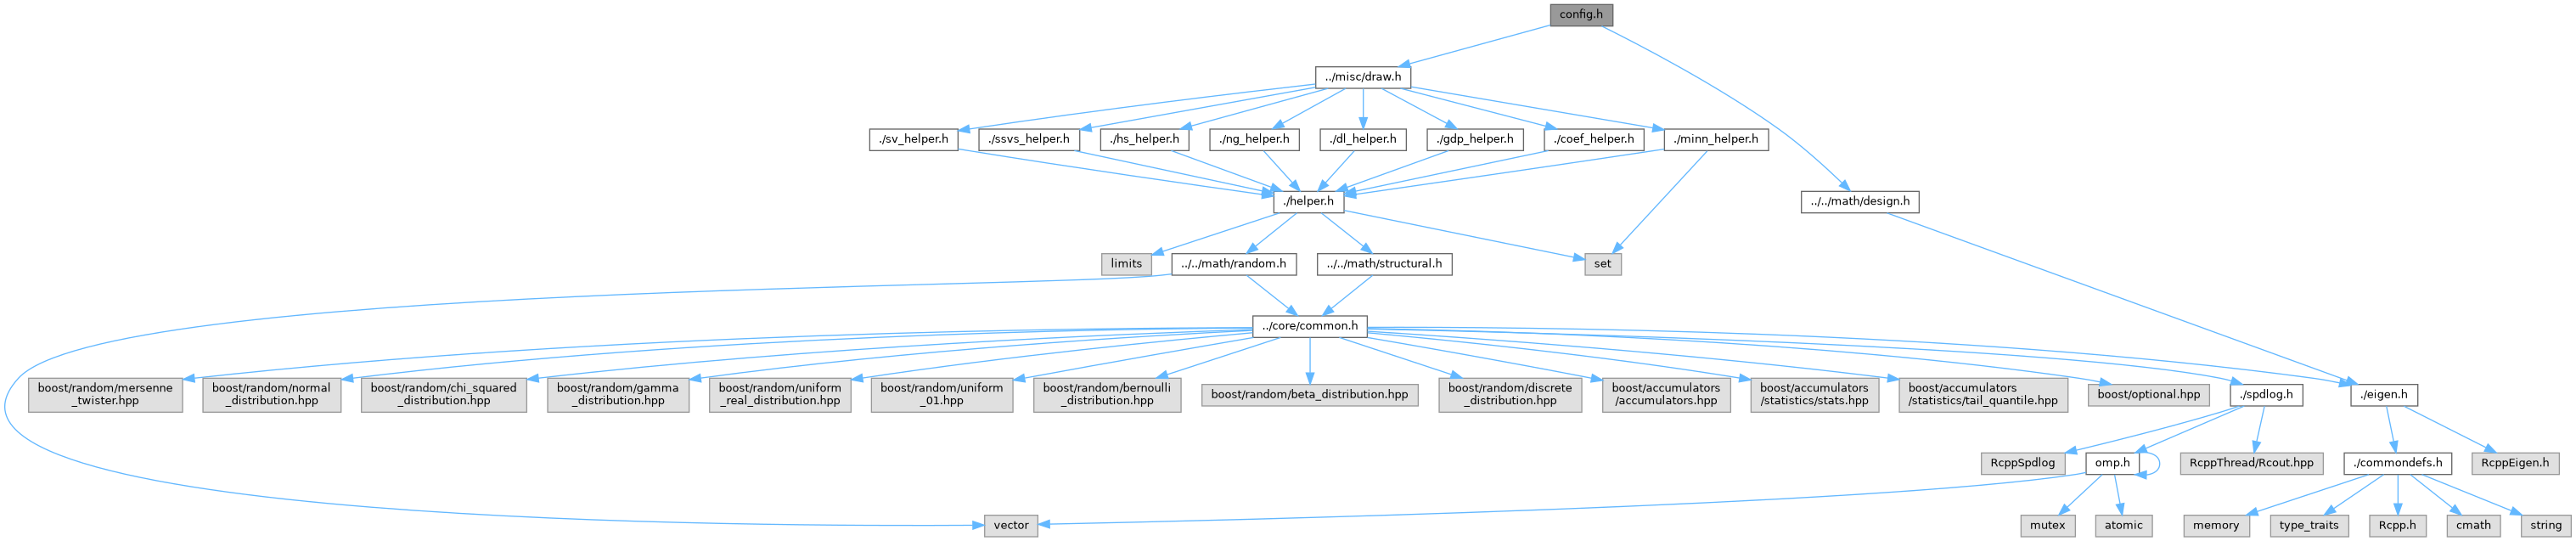 config.h
../misc/draw.h
./sv_helper.h
./ssvs_helper.h
./hs_helper.h
./ng_helper.h
./dl_helper.h
./gdp_helper.h
./coef_helper.h
./minn_helper.h
./helper.h
../../math/design.h
limits
../../math/random.h
../../math/structural.h
set
../core/common.h
boost/random/mersenne
_twister.hpp
boost/random/normal
_distribution.hpp
boost/random/chi_squared
_distribution.hpp
boost/random/gamma
_distribution.hpp
boost/random/uniform
_real_distribution.hpp
boost/random/uniform
_01.hpp
boost/random/bernoulli
_distribution.hpp
boost/random/beta_distribution.hpp
boost/random/discrete
_distribution.hpp
boost/accumulators
/accumulators.hpp
boost/accumulators
/statistics/stats.hpp
boost/accumulators
/statistics/tail_quantile.hpp
boost/optional.hpp
./spdlog.h
./eigen.h
RcppSpdlog
omp.h
RcppThread/Rcout.hpp
./commondefs.h
RcppEigen.h
vector
mutex
atomic
memory
type_traits
Rcpp.h
cmath
string